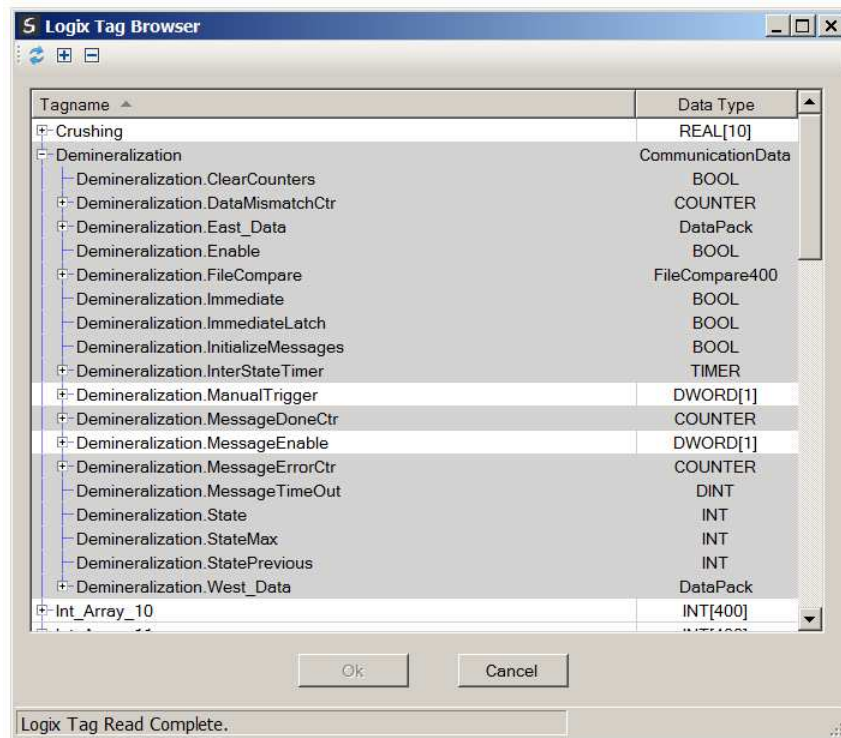 S Logix Tag Browser
Tagname Data Type
Crushing REAL[10]
Demineralization CommunicationData
Demineralization.ClearCounters BOOL
Demineralization.DataMismatchCtr COUNTER
Demineralization.East_Data DataPack
Demineralization.Enable BOOL
Demineralization.FileCompare FileCompare400
Demineralization.Immediate BOOL
Demineralization.ImmediateLatch BOOL
Demineralization.InitializeMessages BOOL
Demineralization.InterStateTimer TIMER
Demineralization.ManualTrigger DWORD[1]
Demineralization.MessageDoneCtr COUNTER
Demineralization.MessageEnable DWORD[1]
Demineralization.MessageErrorCtr COUNTER
Demineralization.MessageTimeOut DINT
Demineralization.State INT
Demineralization.StateMax INT
Demineralization.StatePrevious INT
Demineralization.West_Data DataPack
Int_Array_10 INT[400]
Ok Cancel
Logix Tag Read Complete.